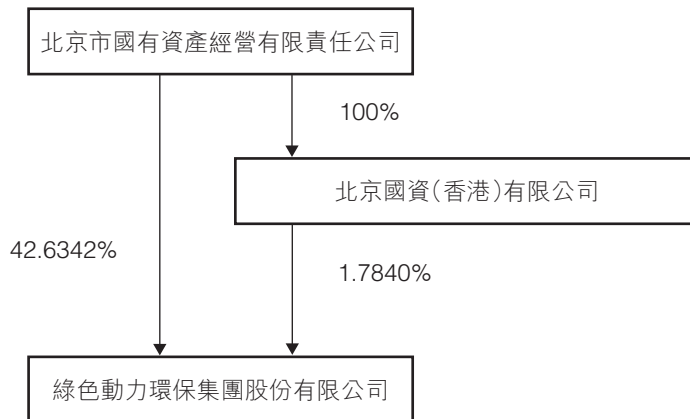 北京市國有資產經營有限責任公司
100%
北京國資(香港)有限公司
42.6342%
1.7840%
綠色動力環保集團股份有限公司